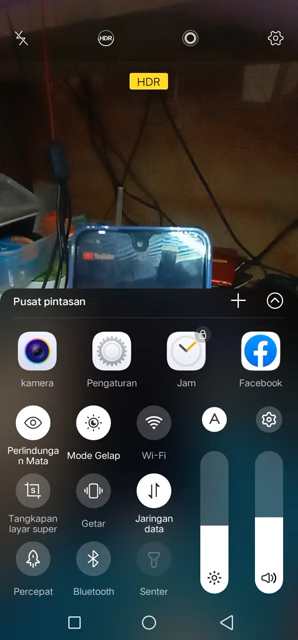 HDR
HDR
YouTube
Pusat pintasan
kamera
Pengaturan
Jam
Facebook
A
Perlindunga
n Mata
Mode Gelap
Wi-Fi
S
Tangkapan
layar super
Getar
Jaringan
data
Percepat
Bluetooth
Senter